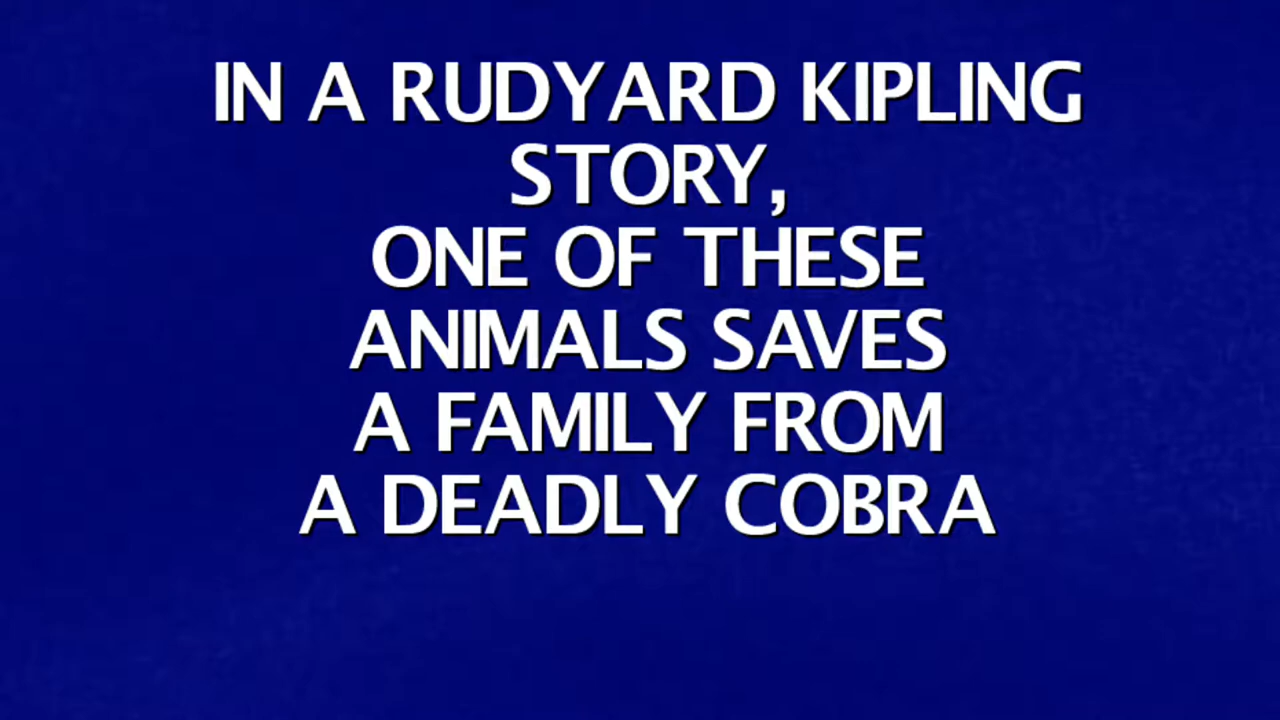 IN A RUDYARD KIPLING
STORY,
ONE OF THESE
ANIMALS SAVES
A FAMILY FROM
A DEADLY COBRA